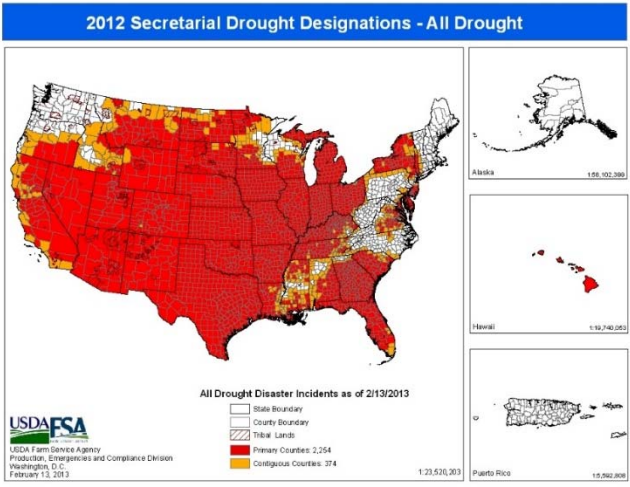 2012 Secretarial Drought Designations - All Drought
Alaska
1:56,102,398
Hawaii
1:19,740,053
All Drought Disaster Incidents as of 2/13/2013
State Boundary
County Boundary
Tribal Lands
Primary Counties: 2,254
Contiguous Counties: 374
USDA FSA
USDA Farm Service Agency
Production, Emergencies and Compliance Division
Washington, D.C.
February 13, 2013
1:23,520,203
Puerto Rico
1:5,592,808